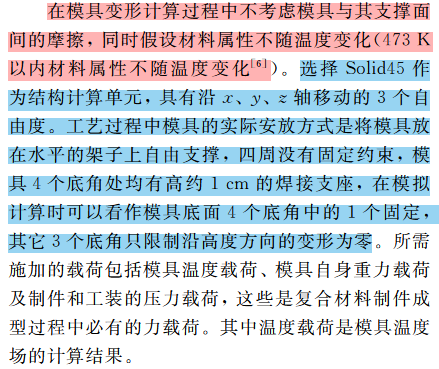 在模具变形计算过程中不考虑模具与其支撑面
间的摩擦，同时假设材料属性不随温度变化(473 K
以内材料属性不随温度变化[6])。选择 Solid45 作
为结构计算单元，具有沿 x、y、z 轴移动的 3 个自
由度。工艺过程中模具的实际安放方式是将模具放
在水平的架子上自由支撑，四周没有固定约束，模
具 4 个底角处均有高约 1 cm 的焊接支座，在模拟
计算时可以看作模具底面 4 个底角中的 1 个固定，
其它 3 个底角只限制沿高度方向的变形为零。所需
施加的载荷包括模具温度载荷、模具自身重力载荷
及制件和工装的压力载荷，这些是复合材料制件成
型过程中必有的力载荷。其中温度载荷是模具温度
场的计算结果。